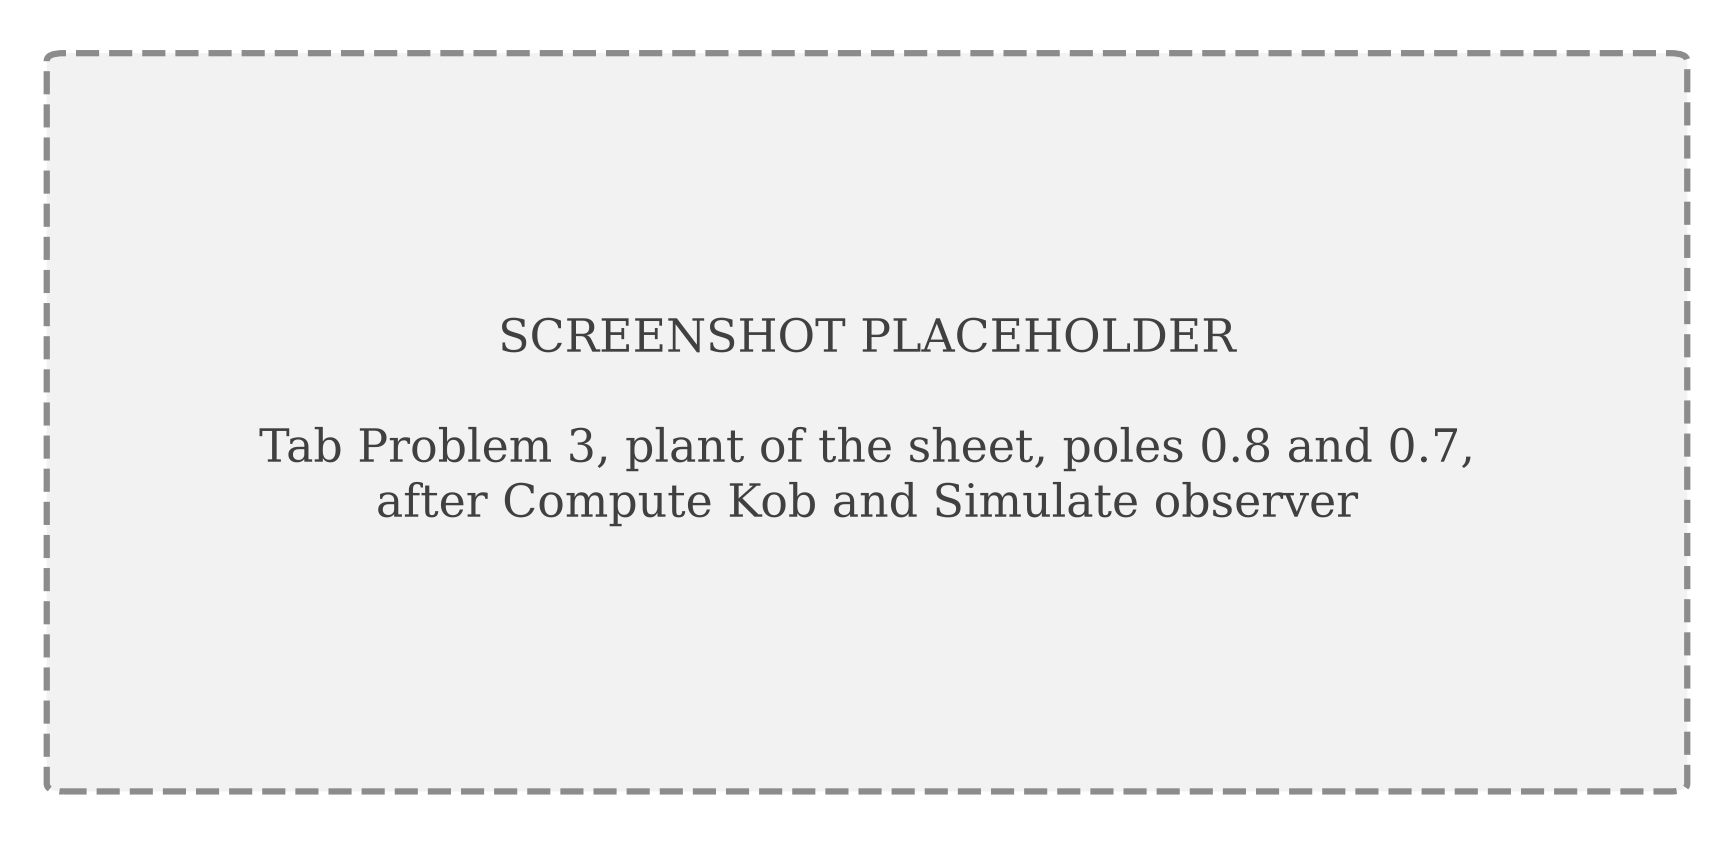 SCREENSHOT PLACEHOLDER
Tab Problem 3, plant of the sheet, poles 0.8 and 0.7,
after Compute Kob and Simulate observer